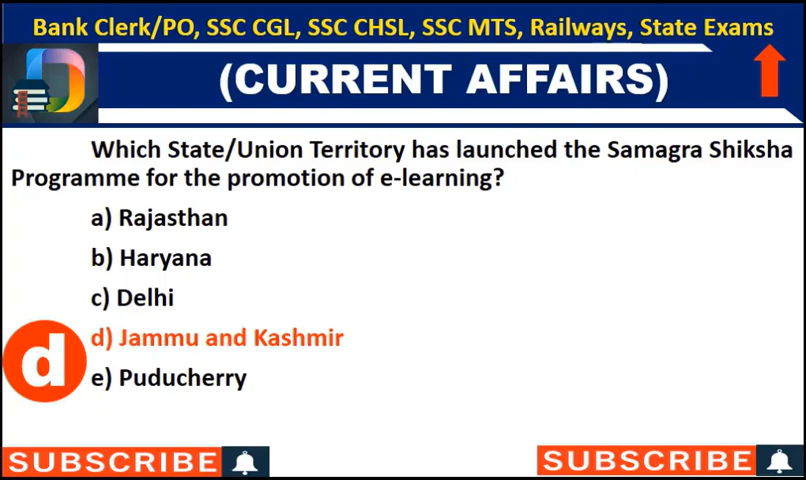 Bank Clerk/PO, SSC CGL, SSC CHSL, SSC MTS, Railways, State Exams
(CURRENT AFFAIRS)
Which State/Union Territory has launched the Samagra Shiksha
Programme for the promotion of e-learning?
a) Rajasthan
b) Haryana
c) Delhi
d) Jammu and Kashmir
d
e) Puducherry
SUBSCRIBE
SUBSCRIBE